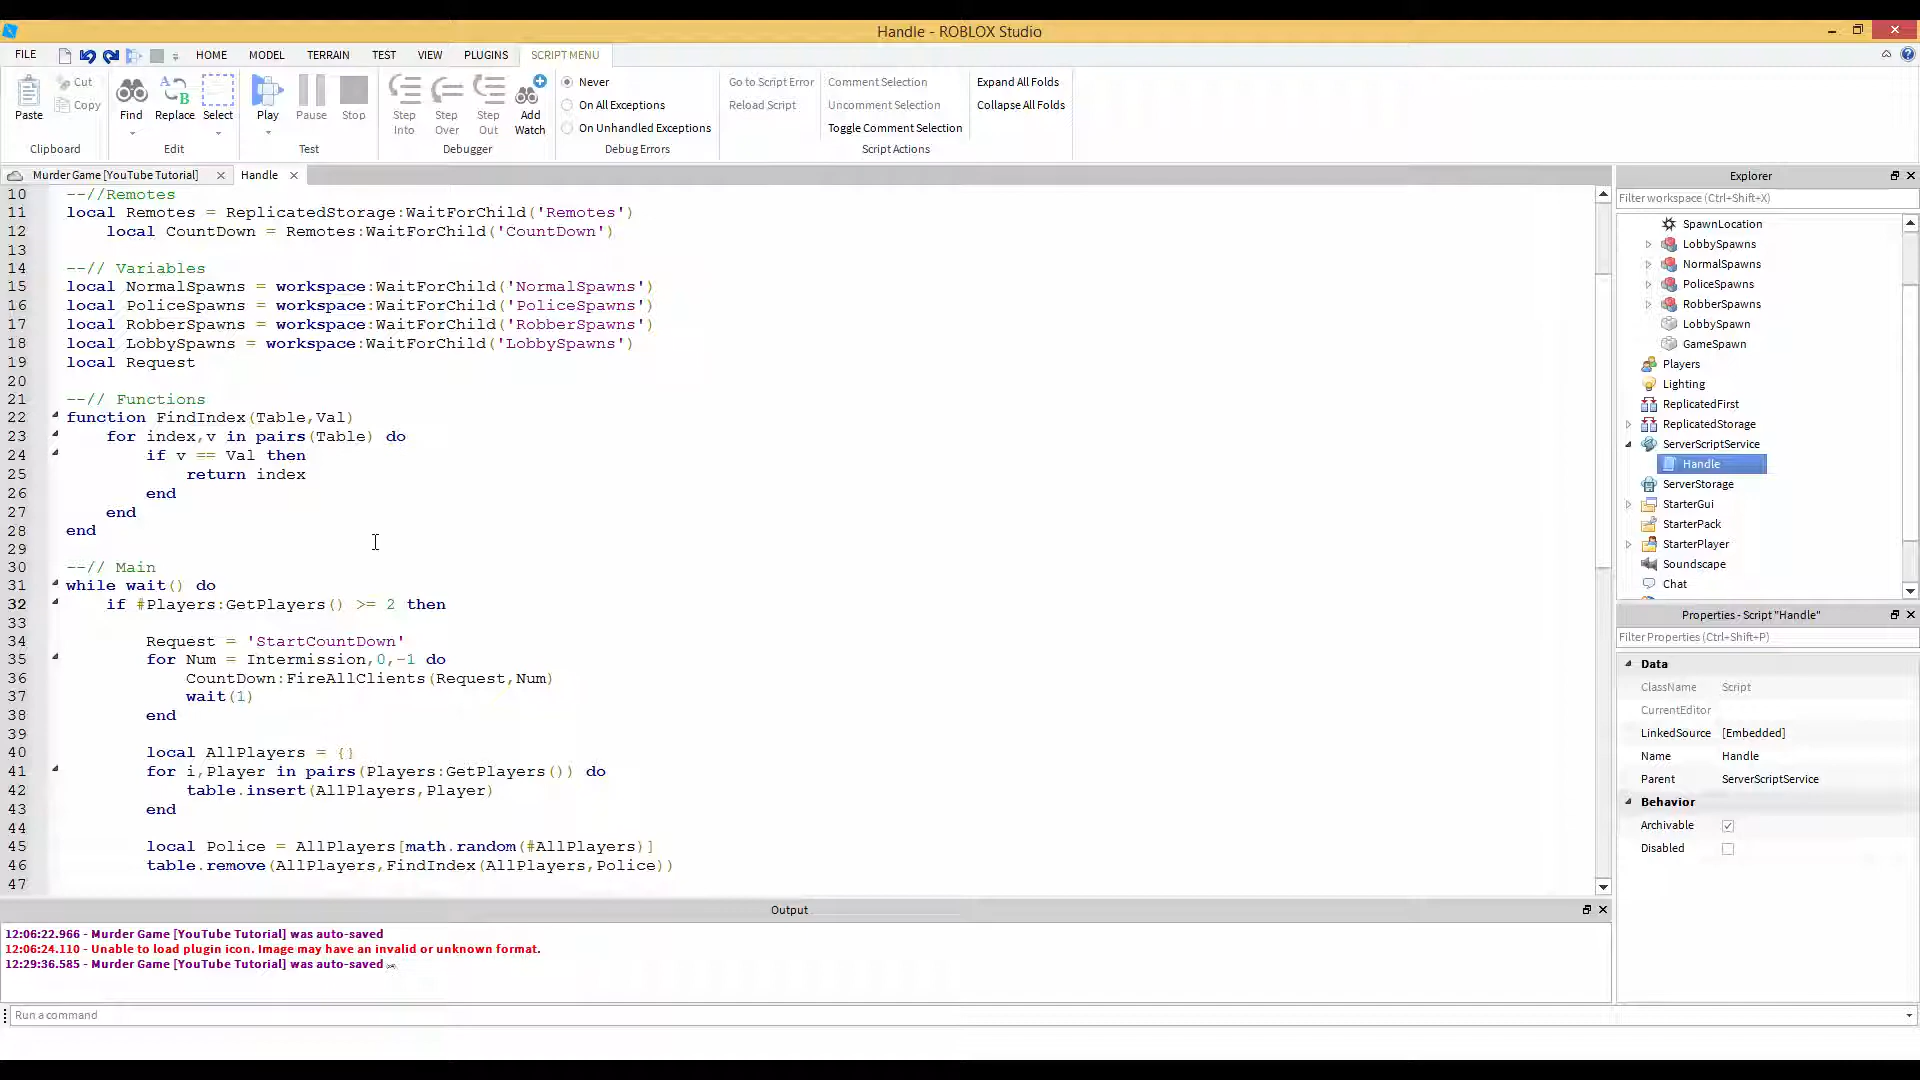 Handle - ROBLOX Studio
FILE HOME MODEL TERRAIN TEST VIEW PLUGINS SCRIPT MENU
Paste Cut Copy Find Replace Select Play Pause Stop Step Into Step Over Step Out Add Watch
Never
On All Exceptions
On Unhandled Exceptions
Go to Script Error
Reload Script
Comment Selection
Uncomment Selection
Toggle Comment Selection
Expand All Folds
Collapse All Folds
Clipboard Edit Test Debugger Debug Errors Script Actions
Murder Game [YouTube Tutorial] Handle
10 --//Remotes
11 local Remotes = ReplicatedStorage:WaitForChild('Remotes')
12 local CountDown = Remotes:WaitForChild('CountDown')
13
14 --// Variables
15 local NormalSpawns = workspace:WaitForChild('NormalSpawns')
16 local PoliceSpawns = workspace:WaitForChild('PoliceSpawns')
17 local RobberSpawns = workspace:WaitForChild('RobberSpawns')
18 local LobbySpawns = workspace:WaitForChild('LobbySpawns')
19 local Request
20
21 --// Functions
22 function FindIndex(Table,Val)
23 for index,v in pairs(Table) do
24 if v == Val then
25 return index
26 end
27 end
28 end
29
30 --// Main
31 while wait() do
32 if #Players:GetPlayers() >= 2 then
33
34 Request = 'StartCountDown'
35 for Num = Intermission,0,-1 do
36 CountDown:FireAllClients(Request,Num)
37 wait(1)
38 end
39
40 local AllPlayers = {}
41 for i,Player in pairs(Players:GetPlayers()) do
42 table.insert(AllPlayers,Player)
43 end
44
45 local Police = AllPlayers[math.random(#AllPlayers)]
46 table.remove(AllPlayers,FindIndex(AllPlayers,Police))
47
Output
12:06:22.966 - Murder Game [YouTube Tutorial] was auto-saved
12:06:24.110 - Unable to load plugin icon. Image may have an invalid or unknown format.
12:29:36.585 - Murder Game [YouTube Tutorial] was auto-saved
Run a command
Explorer
Filter workspace (Ctrl+Shift+X)
SpawnLocation
LobbySpawns
NormalSpawns
PoliceSpawns
RobberSpawns
LobbySpawn
GameSpawn
Players
Lighting
ReplicatedFirst
ReplicatedStorage
ServerScriptService
Handle
ServerStorage
StarterGui
StarterPack
StarterPlayer
Soundscape
Chat
Properties - Script "Handle"
Filter Properties (Ctrl+Shift+P)
Data
ClassName Script
CurrentEditor
LinkedSource [Embedded]
Name Handle
Parent ServerScriptService
Behavior
Archivable
Disabled